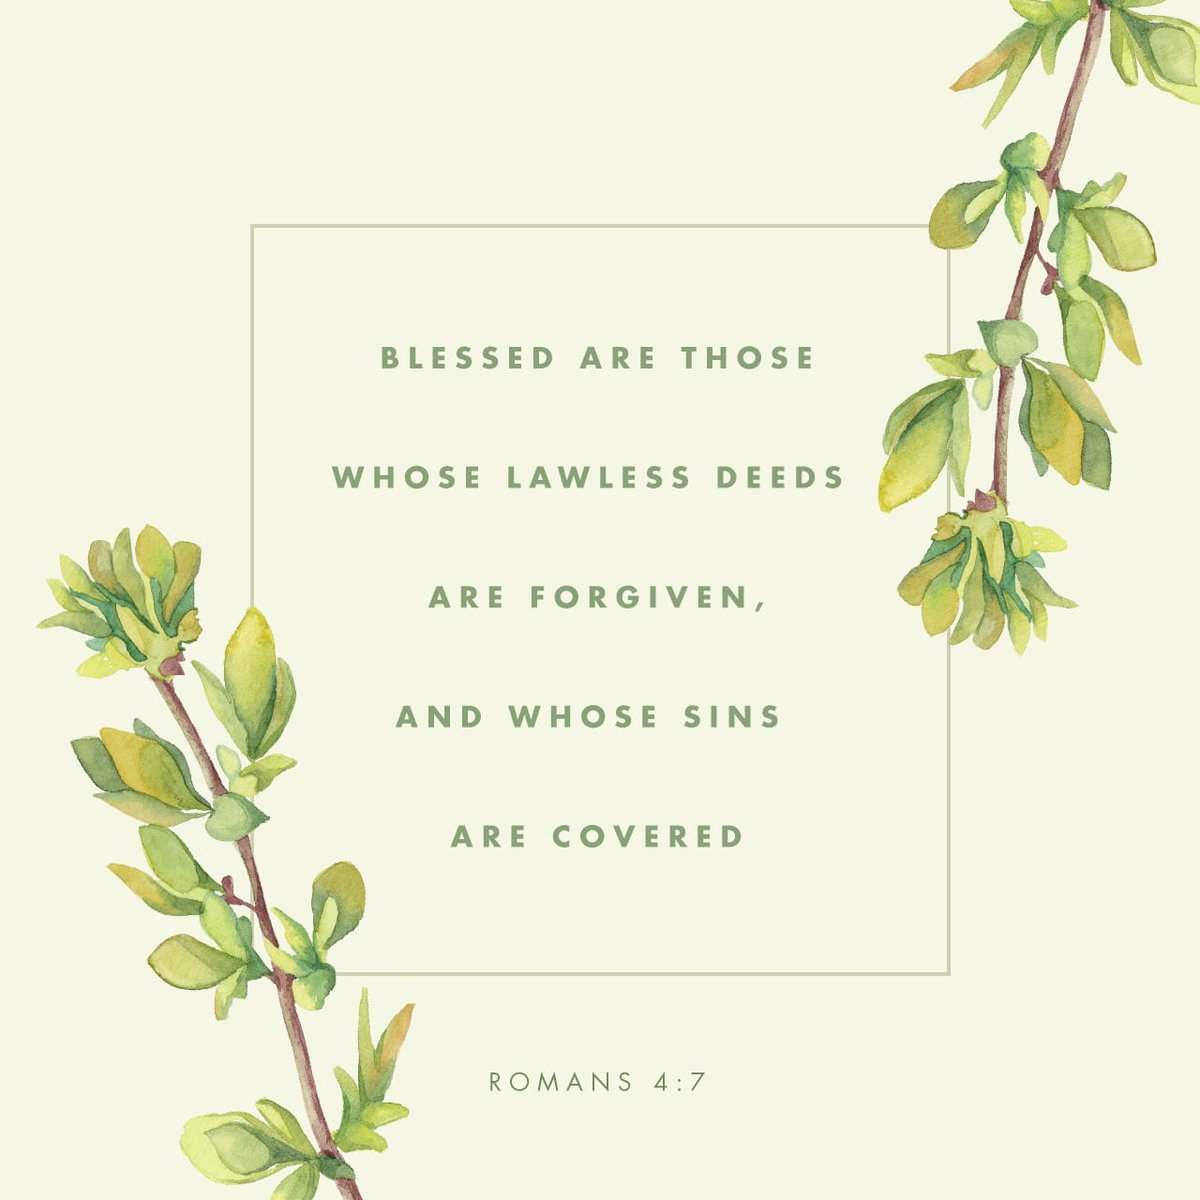 BLESSED ARE THOSE
WHOSE LAWLESS DEEDS
ARE FORGIVEN,
AND WHOSE SINS
ARE COVERED
ROMANS 4:7